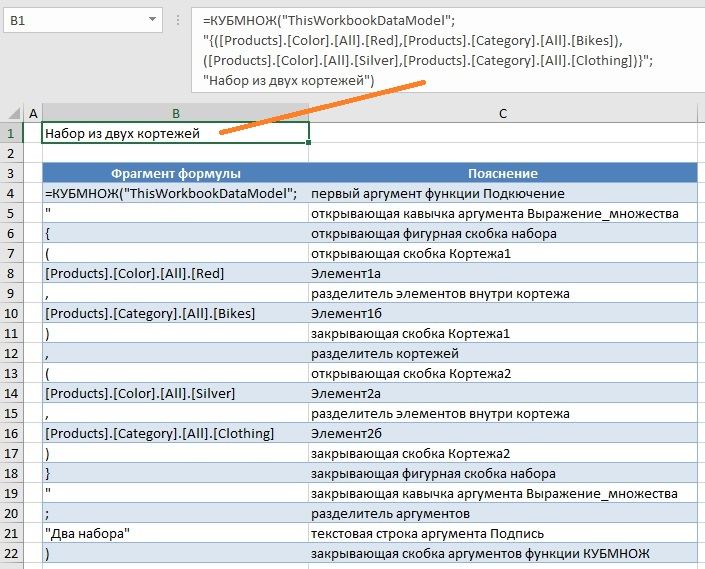 B1
=КУБМНОЖ("ThisWorkbookDataModel";
"{([Products].[Color].[All].[Red],[Products].[Category].[All].[Bikes]),
([Products].[Color].[All].[Silver],[Products].[Category].[All].[Clothing])}";
"Набор из двух кортежей")
A B C
1 Набор из двух кортежей
2
3 Фрагмент формулы Пояснение
4 =КУБМНОЖ("ThisWorkbookDataModel"; первый аргумент функции Подкючение
5 " открывающая кавычка аргумента Выражение_множества
6 { открывающая фигурная скобка набора
7 ( открывающая скобка Кортежа1
8 [Products].[Color].[All].[Red] Элемент1а
9 , разделитель элементов внутри кортежа
10 [Products].[Category].[All].[Bikes] Элемент1б
11 ) закрывающая скобка Кортежа1
12 , разделитель кортежей
13 ( открывающая скобка Кортежа2
14 [Products].[Color].[All].[Silver] Элемент2а
15 , разделитель элементов внутри кортежа
16 [Products].[Category].[All].[Clothing] Элемент2б
17 ) закрывающая скобка Кортежа2
18 } закрывающая фигурная скобка набора
19 " закрывающая кавычка аргумента Выражение_множества
20 ; разделитель аргументов
21 "Два набора" текстовая строка аргумента Подпись
22 ) закрывающая скобка аргументов функции КУБМНОЖ